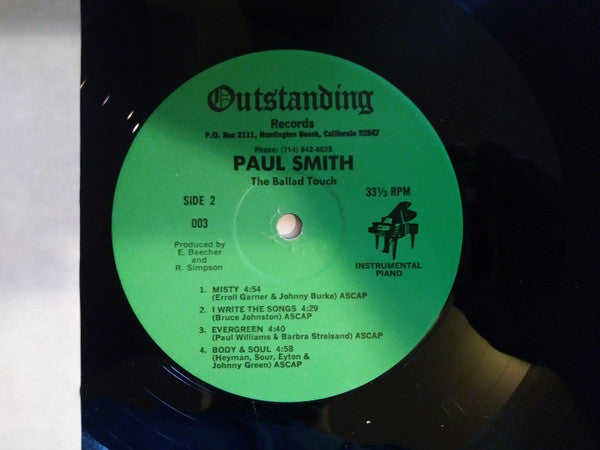 Outstanding
Records
P.O. Box 2111, Huntington Beach, California 92647
Phone: (714) 842-8635
PAUL SMITH
The Ballad Touch
SIDE 2
33⅓ RPM
003
Produced by
E. Beecher
and
R. Simpson
INSTRUMENTAL
PIANO
1. MISTY 4:54
(Erroll Garner & Johnny Burke) ASCAP
2. I WRITE THE SONGS 4:29
(Bruce Johnston) ASCAP
3. EVERGREEN 4:40
(Paul Williams & Barbra Streisand) ASCAP
4. BODY & SOUL 4:58
(Heyman, Sour, Eyton &
Johnny Green) ASCAP